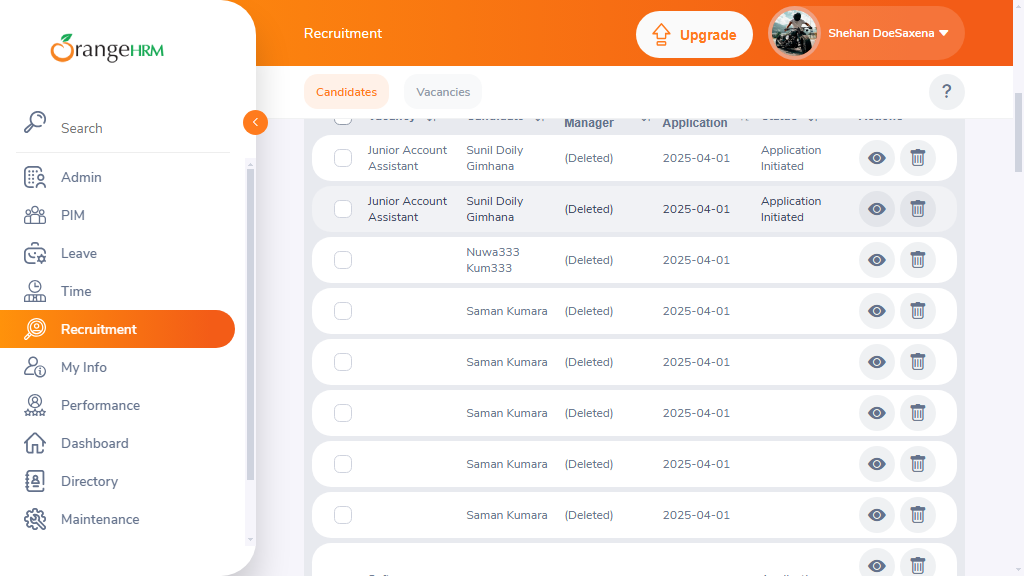 OrangeHRM
Recruitment
Upgrade
Shehan DoeSaxena
Candidates
Vacancies
?
Search
Admin
PIM
Leave
Time
Recruitment
My Info
Performance
Dashboard
Directory
Maintenance
Manager
Application
Junior Account
Assistant
Sunil Doily
Gimhana
(Deleted)
2025-04-01
Application
Initiated
Junior Account
Assistant
Sunil Doily
Gimhana
(Deleted)
2025-04-01
Application
Initiated
Nuwa333
Kum333
(Deleted)
2025-04-01
Saman Kumara
(Deleted)
2025-04-01
Saman Kumara
(Deleted)
2025-04-01
Saman Kumara
(Deleted)
2025-04-01
Saman Kumara
(Deleted)
2025-04-01
Saman Kumara
(Deleted)
2025-04-01